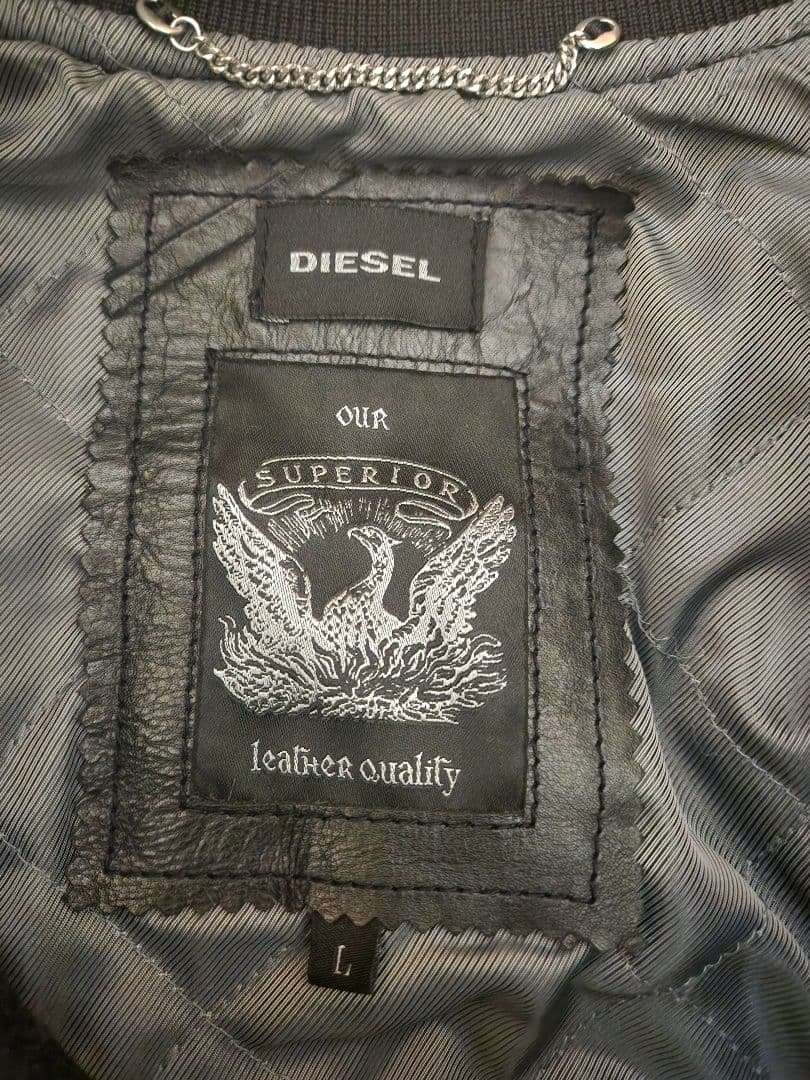 DIESEL
OUR
SUPERIOR
leather quality
L